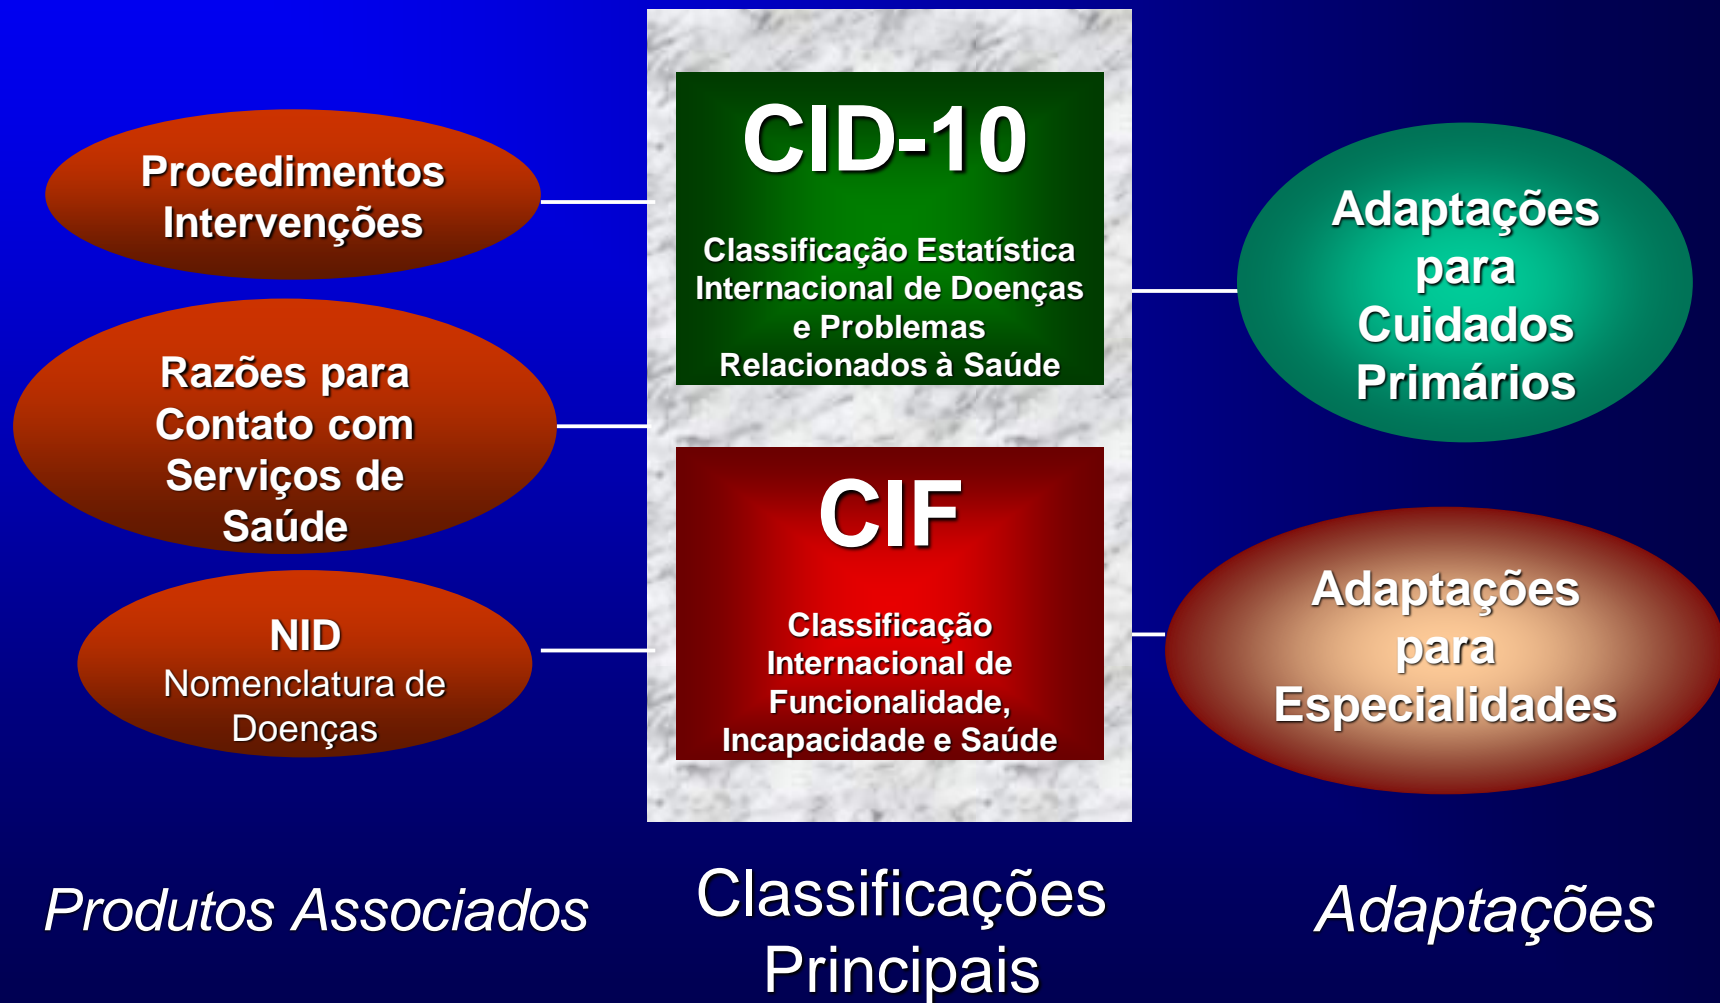 Procedimentos
Intervenções
Razões para
Contato com
Serviços de
Saúde
NID
Nomenclatura de
Doenças
Produtos Associados
CID-10
Classificação Estatística
Internacional de Doenças
e Problemas
Relacionados à Saúde
CIF
Classificação
Internacional de
Funcionalidade,
Incapacidade e Saúde
Classificações
Principais
Adaptações
para
Cuidados
Primários
Adaptações
para
Especialidades
Adaptações